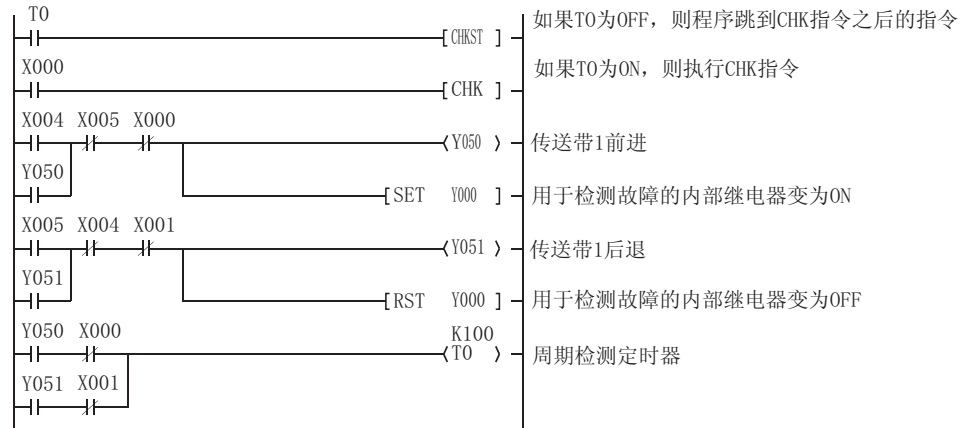 T0
[ CHKST ] 如果TO为OFF，则程序跳到CHK指令之后的指令
X000
[ CHK ] 如果TO为ON，则执行CHK指令
X004 X005 X000
Y050 传送带1前进
Y050
[ SET Y000 ] 用于检测故障的内部继电器变为ON
X005 X004 X001
Y051 传送带1后退
Y051
[ RST Y000 ] 用于检测故障的内部继电器变为OFF
Y050 X000 K100
T0 周期检测定时器
Y051 X001